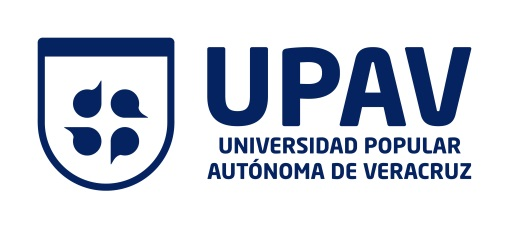 UPAV
UNIVERSIDAD POPULAR
AUTÓNOMA DE VERACRUZ